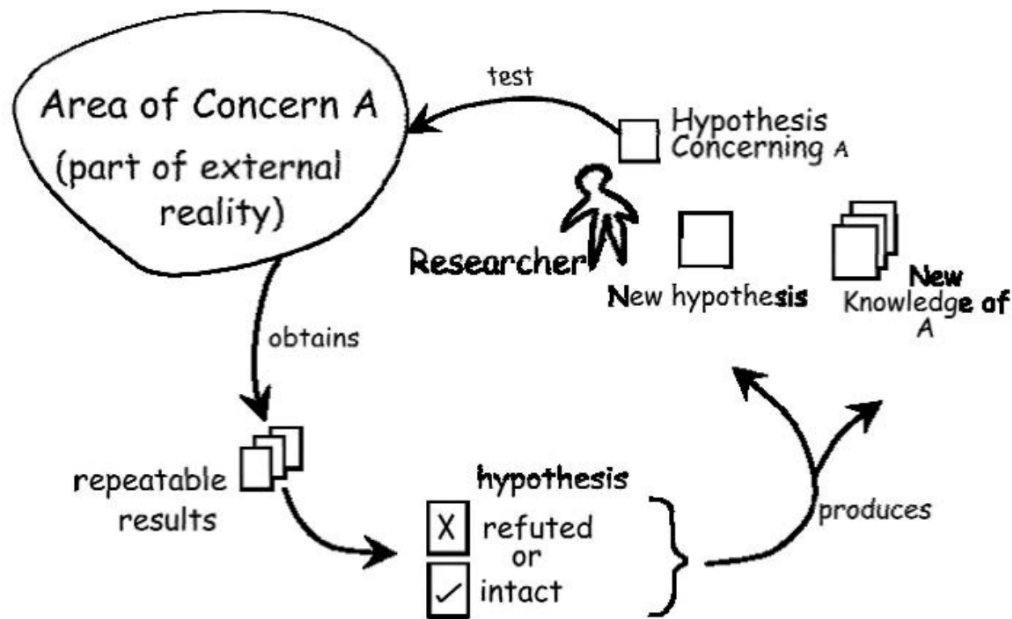 Area of Concern A
(part of external
reality)
test
Hypothesis
Concerning A
Researcher
New hypothesis
New
Knowledge of
A
obtains
repeatable
results
hypothesis
X refuted
or
✓ intact
produces